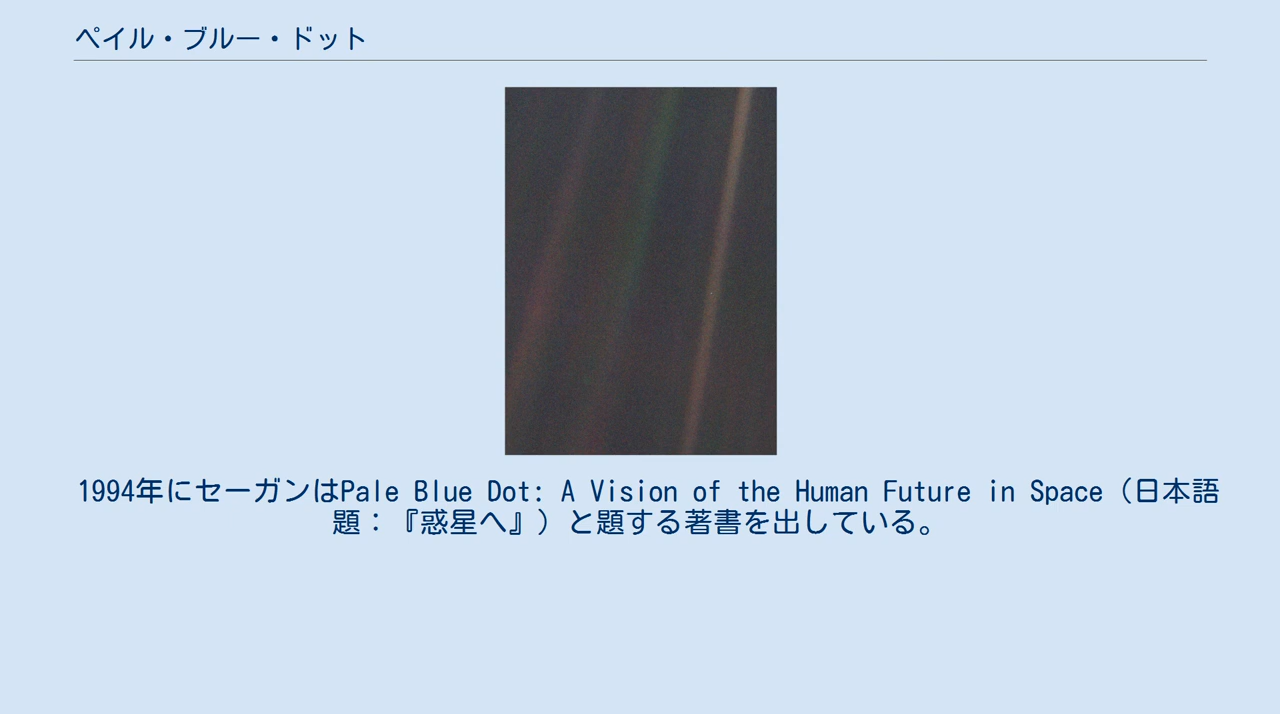 ペイル・ブルー・ドット
1994年にセーガンはPale Blue Dot: A Vision of the Human Future in Space（日本語
題：『惑星へ』）と題する著書を出している。